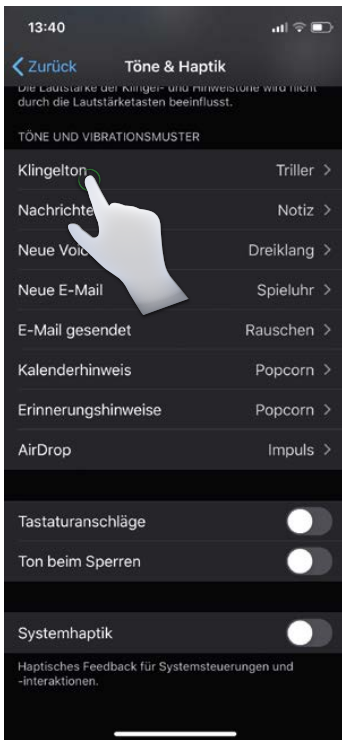 13:40
Zurück Töne & Haptik
Die Lautstärke der Klingel- und Hinweistöne wird nicht
durch die Lautstärketasten beeinflusst.
TÖNE UND VIBRATIONSMUSTER
Klingelton Triller
Nachrichte Notiz
Neue Voic Dreiklang
Neue E-Mail Spieluhr
E-Mail gesendet Rauschen
Kalenderhinweis Popcorn
Erinnerungshinweise Popcorn
AirDrop Impuls
Tastaturanschläge
Ton beim Sperren
Systemhaptik
Haptisches Feedback für Systemsteuerungen und
-interaktionen.